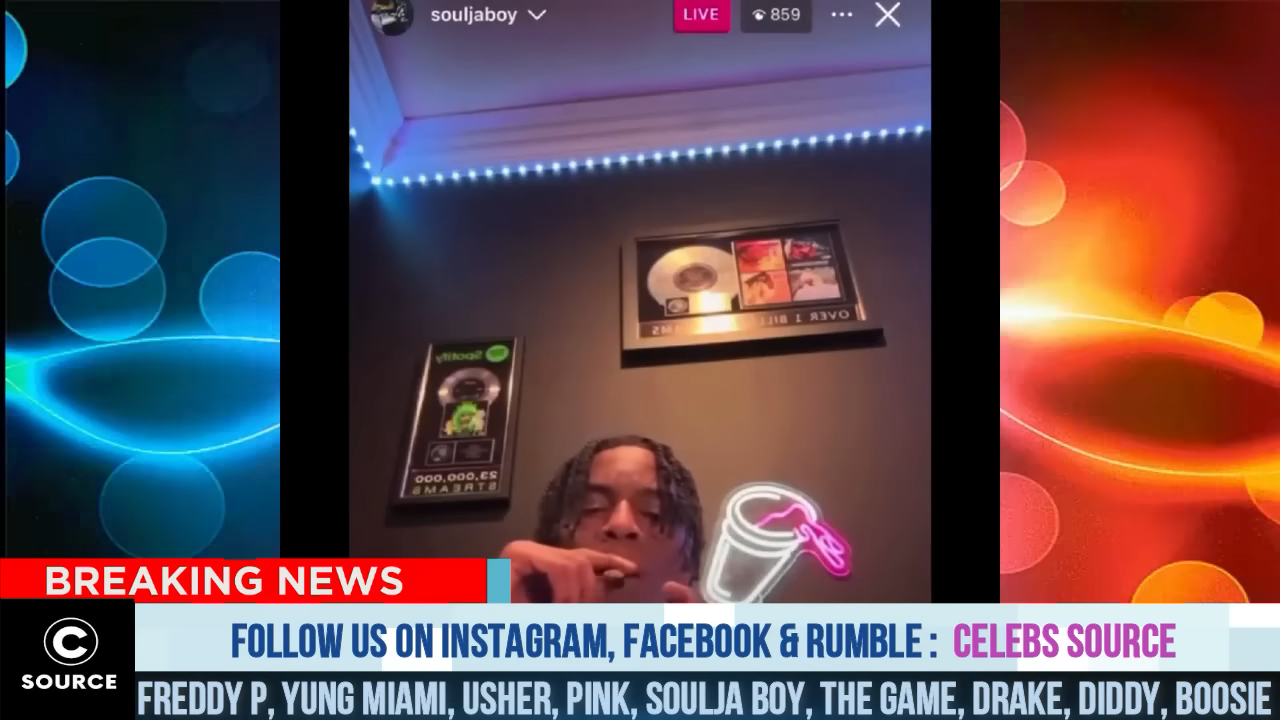 souljaboy
LIVE
859
OVER 1 BILL
Spotify
23,000,000
STREAMS
BREAKING NEWS
C
SOURCE
FOLLOW US ON INSTAGRAM, FACEBOOK & RUMBLE : CELEBS SOURCE
FREDDY P, YUNG MIAMI, USHER, PINK, SOULJA BOY, THE GAME, DRAKE, DIDDY, BOOSIE